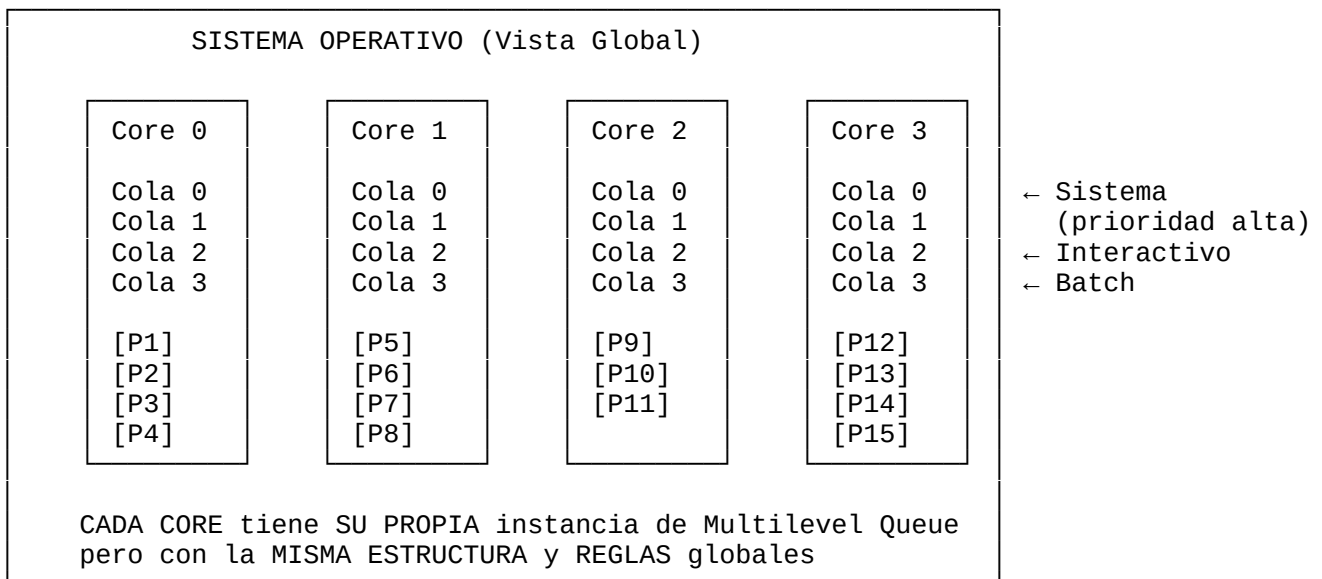 SISTEMA OPERATIVO (Vista Global)
Core 0 Core 1 Core 2 Core 3
Cola 0 Cola 0 Cola 0 Cola 0 ← Sistema
Cola 1 Cola 1 Cola 1 Cola 1 (prioridad alta)
Cola 2 Cola 2 Cola 2 Cola 2 ← Interactivo
Cola 3 Cola 3 Cola 3 Cola 3 ← Batch
[P1] [P5] [P9] [P12]
[P2] [P6] [P10] [P13]
[P3] [P7] [P11] [P14]
[P4] [P8] [P15]
CADA CORE tiene SU PROPIA instancia de Multilevel Queue
pero con la MISMA ESTRUCTURA y REGLAS globales